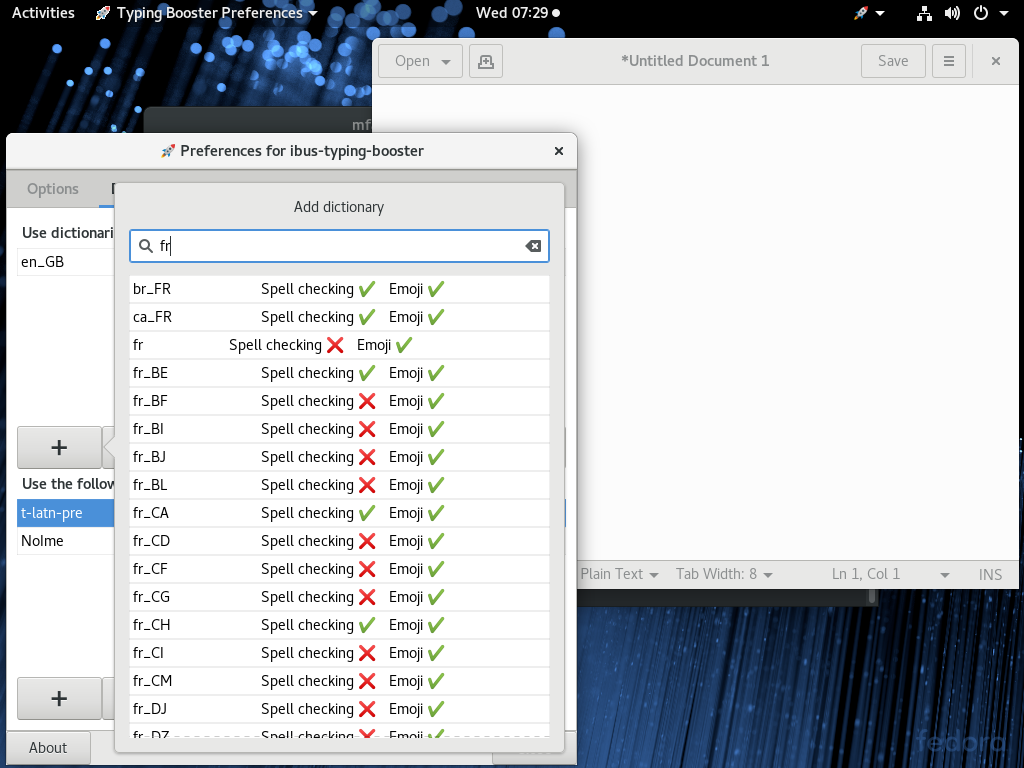 Activities Typing Booster Preferences Wed 07:29
Open *Untitled Document 1 Save
mf
Preferences for ibus-typing-booster
Options
Add dictionary
Use dictionari
fr
en_GB
br_FR Spell checking ✔ Emoji ✔
ca_FR Spell checking ✔ Emoji ✔
fr Spell checking ❌ Emoji ✔
fr_BE Spell checking ✔ Emoji ✔
fr_BF Spell checking ❌ Emoji ✔
fr_BI Spell checking ❌ Emoji ✔
fr_BJ Spell checking ❌ Emoji ✔
fr_BL Spell checking ❌ Emoji ✔
fr_CA Spell checking ✔ Emoji ✔
fr_CD Spell checking ❌ Emoji ✔
fr_CF Spell checking ❌ Emoji ✔
fr_CG Spell checking ❌ Emoji ✔
fr_CH Spell checking ✔ Emoji ✔
fr_CI Spell checking ❌ Emoji ✔
fr_CM Spell checking ❌ Emoji ✔
fr_DJ Spell checking ❌ Emoji ✔
fr_DZ Spell checking ❌ Emoji ✔
+
Use the follow
t-latn-pre
NoIme
+
About
Plain Text Tab Width: 8 Ln 1, Col 1 INS
fedora